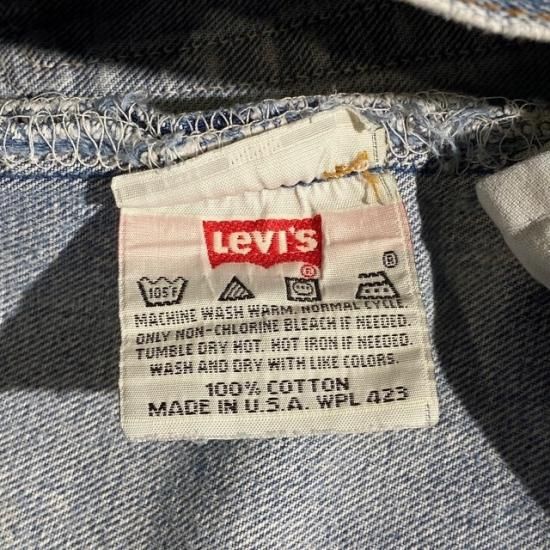 Levi's
®
105F
®
MACHINE WASH WARM. NORMAL CYCLE.
ONLY NON-CHLORINE BLEACH IF NEEDED.
TUMBLE DRY HOT. HOT IRON IF NEEDED.
WASH AND DRY WITH LIKE COLORS.
100% COTTON
MADE IN U.S.A. WPL 423